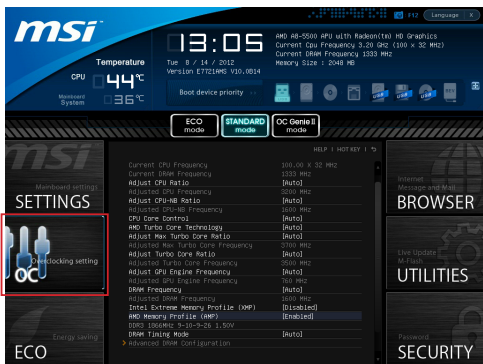 msi
F12
Language
X
13:05
Temperature
Tue 8 / 14 / 2012
Version E7721AMS V10.0B14
CPU
44℃
Mainboard
System
36℃
AMD A8-5500 APU with Radeon(tm) HD Graphics
Current Cpu Frequency 3.20 GHz (100 x 32 MHz)
Current DRAM Frequency 1333 MHz
Memory Size : 2048 MB
Boot device priority
USB
USB
USB
ECO
mode
STANDARD
mode
OC Genie II
mode
HELP | HOT KEY |
msi
Mainboard settings
SETTINGS
Overclocking setting
OC
Energy saving
ECO
Current CPU Frequency 100.00 X 32 MHz
Current DRAM Frequency 1333 MHz
Adjust CPU Ratio [Auto]
Adjusted CPU Frequency 3200 MHz
Adjust CPU-NB Ratio [Auto]
Adjusted CPU-NB Frequency 1600 MHz
CPU Core Control [Auto]
AMD Turbo Core Technology [Auto]
Adjust Max Turbo Core Ratio [Auto]
Adjusted Max Turbo Core Frequency 3700 MHz
Adjust Turbo Core Ratio [Auto]
Adjusted Turbo Core Frequency 3500 MHz
Adjust GPU Engine Frequency [Auto]
Adjusted GPU Engine Frequency 760 MHz
DRAM Frequency [Auto]
Adjusted DRAM Frequency 1600 MHz
Intel Extreme Memory Profile (XMP) [Disabled]
AMD Memory Profile (AMP) [Enabled]
DDR3 1066MHz 9-10-9-26 1.50V
DRAM Timing Mode [Auto]
> Advanced DRAM Configuration
Internet
Message and Mail
BROWSER
Live Update
M-Flash
UTILITIES
Password
SECURITY